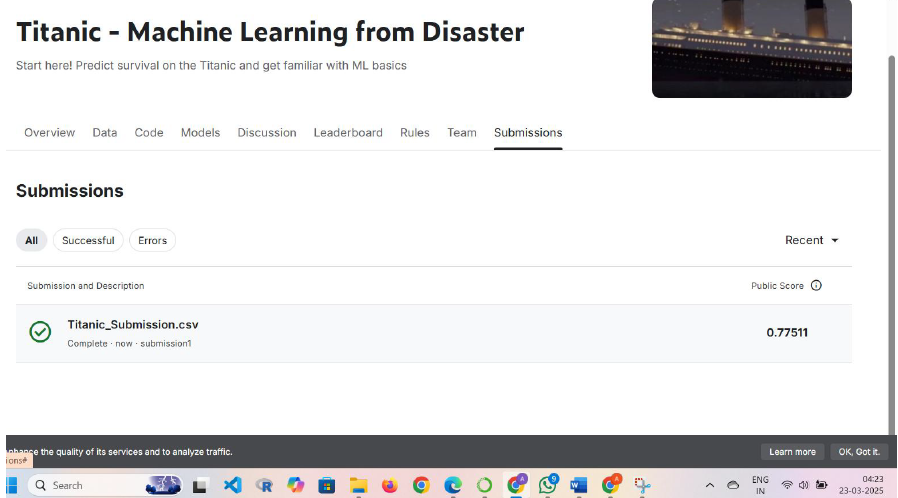 Titanic - Machine Learning from Disaster
Start here! Predict survival on the Titanic and get familiar with ML basics
Overview Data Code Models Discussion Leaderboard Rules Team Submissions
Submissions
All Successful Errors
Recent
Submission and Description Public Score
Titanic_Submission.csv
0.77511
Complete · now · submission1
enhance the quality of its services and to analyze traffic.
Learn more OK, Got it.
ions#
Search
ENG
IN
04:23
23-03-2025